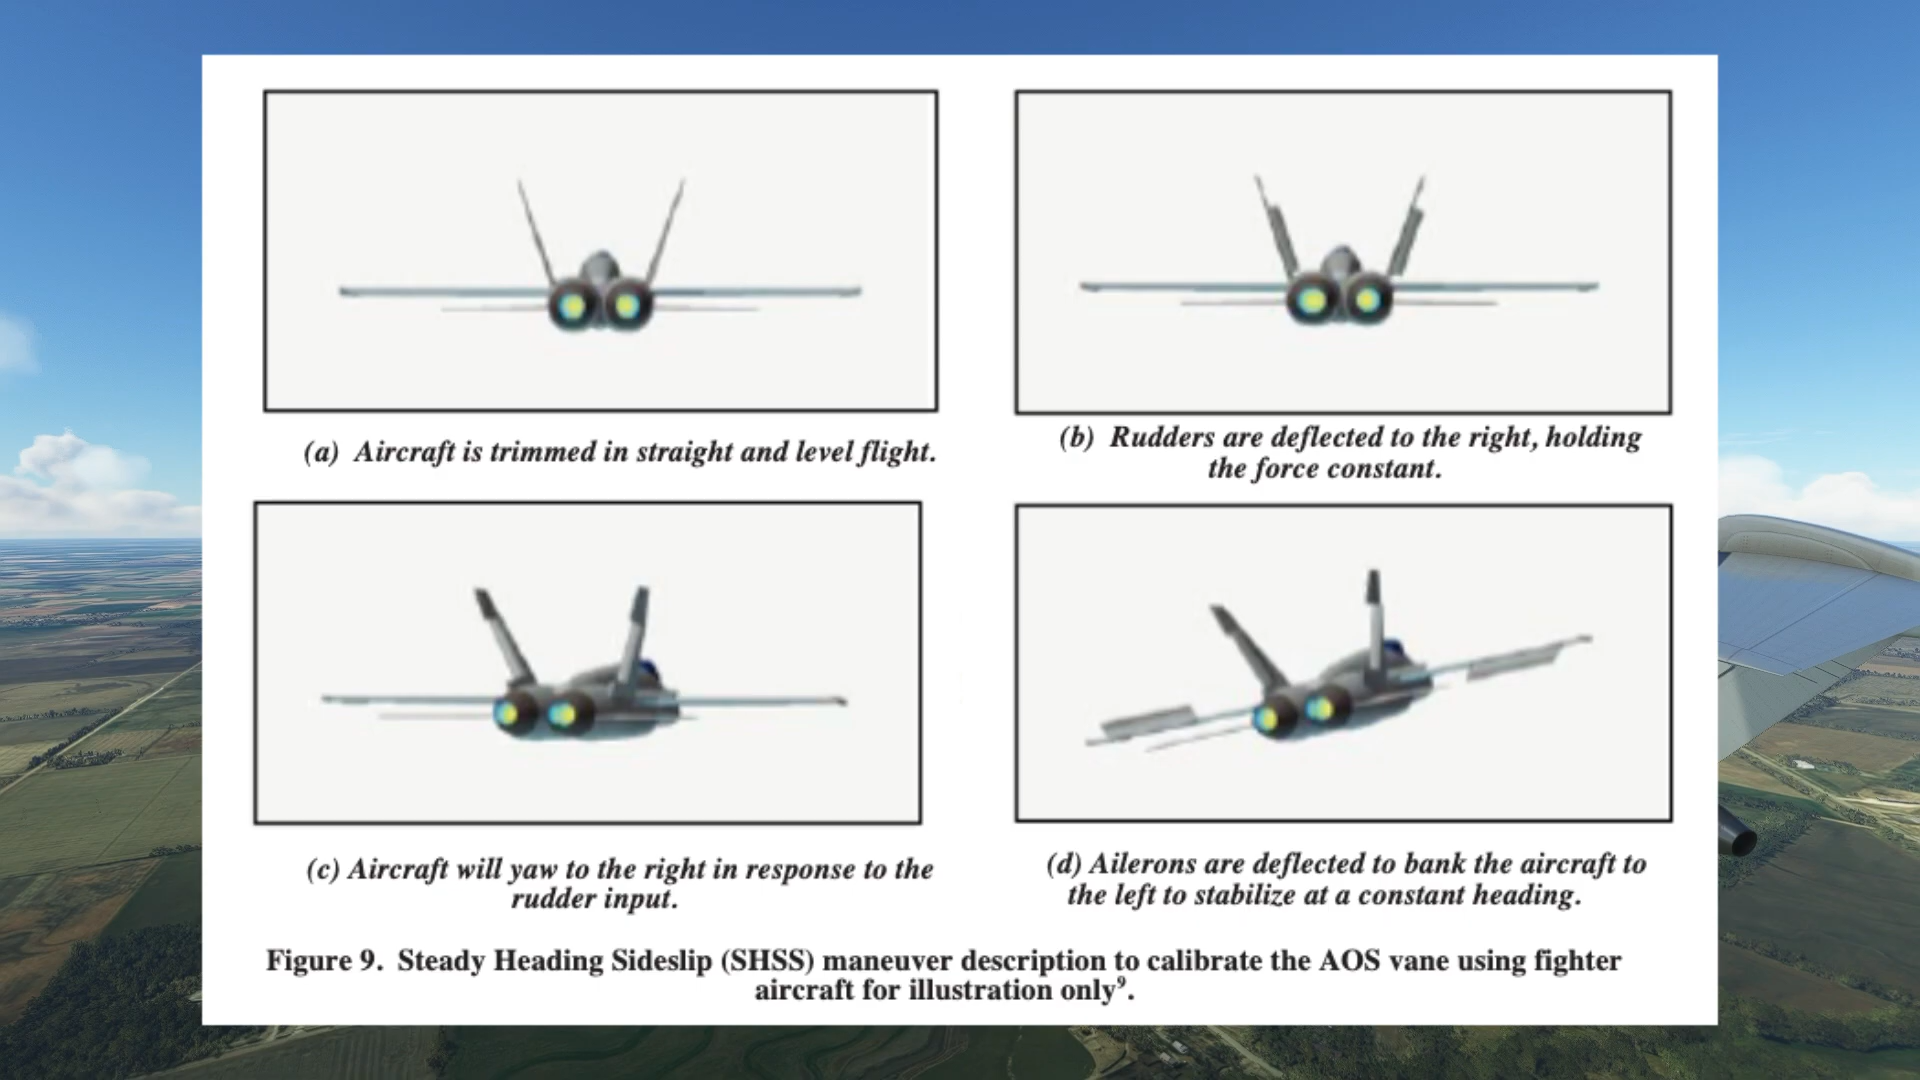 (a) Aircraft is trimmed in straight and level flight.
(b) Rudders are deflected to the right, holding
the force constant.
(c) Aircraft will yaw to the right in response to the
rudder input.
(d) Ailerons are deflected to bank the aircraft to
the left to stabilize at a constant heading.
Figure 9. Steady Heading Sideslip (SHSS) maneuver description to calibrate the AOS vane using fighter
aircraft for illustration only⁹.